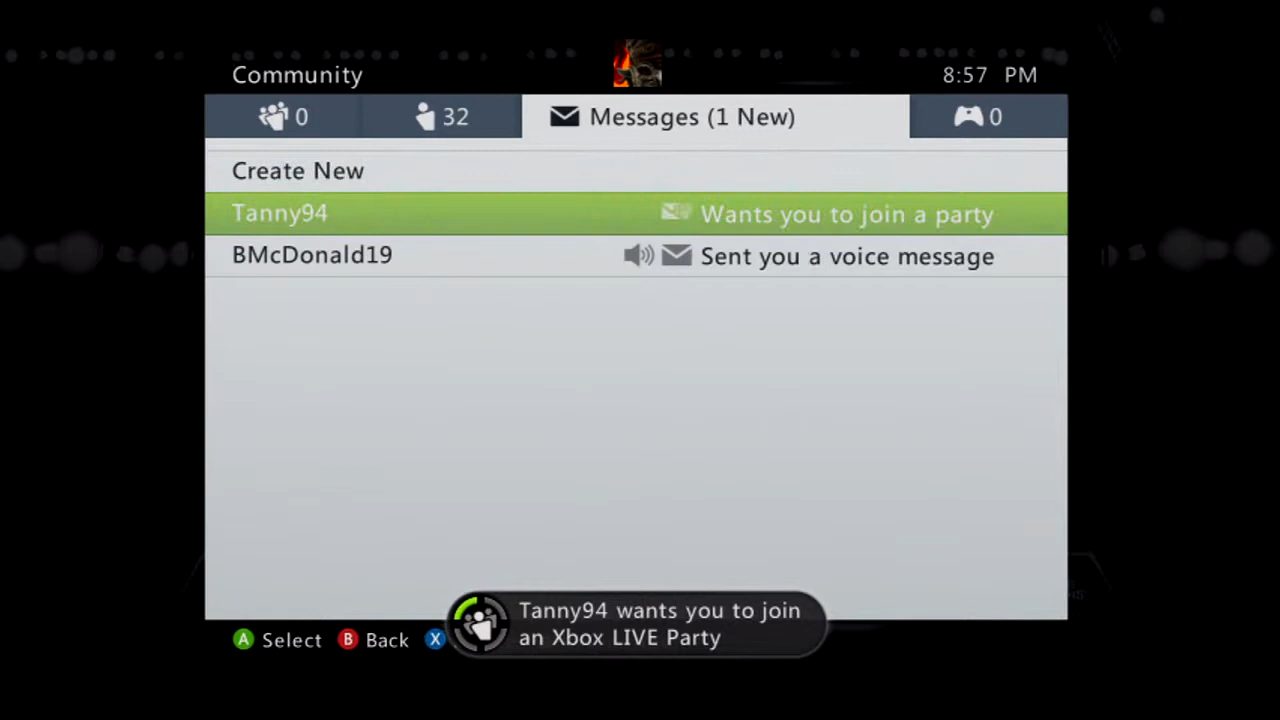 Community
8:57 PM
0
32
Messages (1 New)
0
Create New
Tanny94 Wants you to join a party
BMcDonald19 Sent you a voice message
Tanny94 wants you to join
an Xbox LIVE Party
A Select B Back X